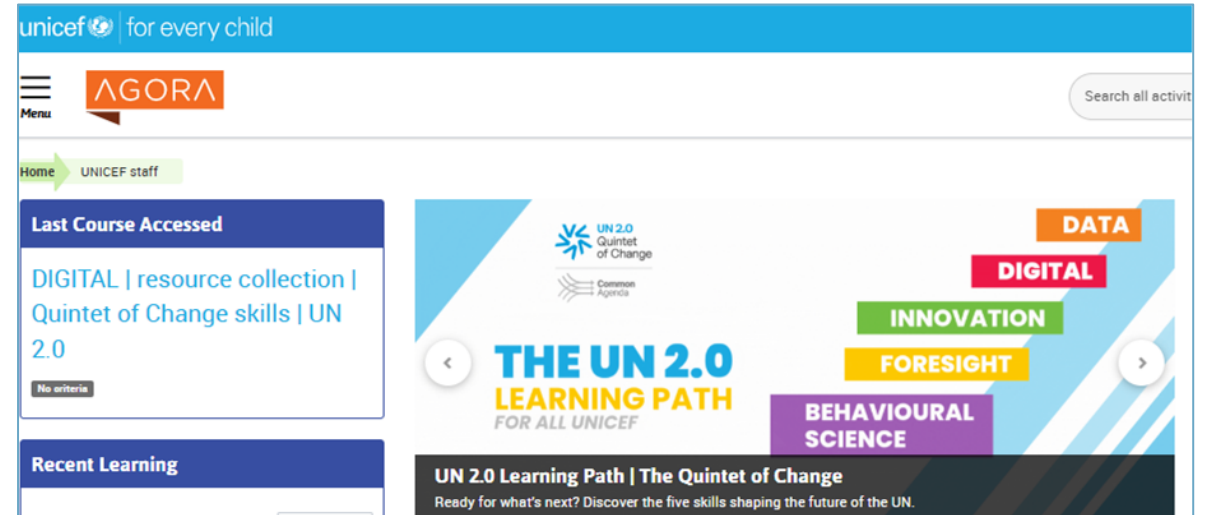 unicef for every child
Menu
AGORA
Search all activit
Home UNICEF staff
Last Course Accessed
DIGITAL | resource collection |
Quintet of Change skills | UN
2.0
No criteria
Recent Learning
UN 2.0
Quintet
of Change
Common
Agenda
THE UN 2.0
LEARNING PATH
FOR ALL UNICEF
DATA
DIGITAL
INNOVATION
FORESIGHT
BEHAVIOURAL
SCIENCE
UN 2.0 Learning Path | The Quintet of Change
Ready for what's next? Discover the five skills shaping the future of the UN.